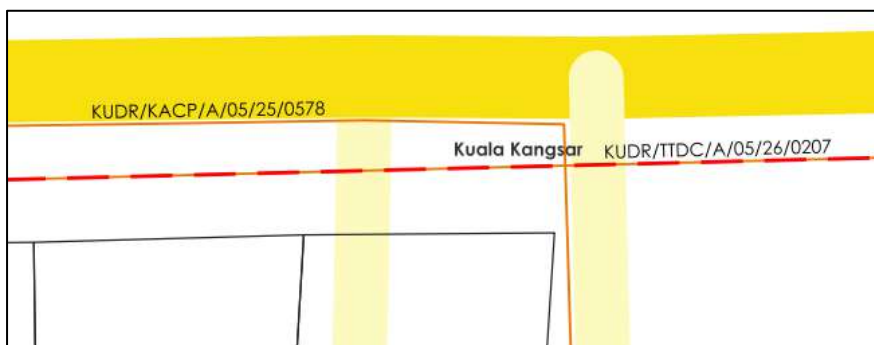 KUDR/KACP/A/05/25/0578
Kuala Kangsar
KUDR/TTDC/A/05/26/0207